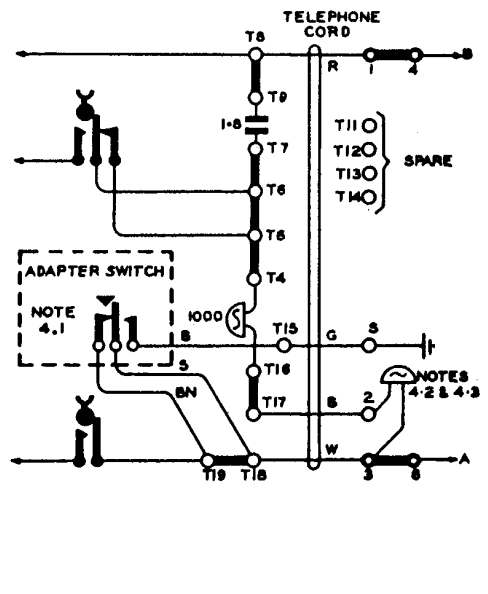 TELEPHONE
CORD
T8
R
1
4
B
T9
1·8
T7
T11
T12
T13
T14
SPARE
T6
T5
T4
ADAPTER SWITCH
NOTE
4.1
1000
B
T15
G
5
S
BN
T16
T17
B
2
NOTES
4·2 & 4·3
W
T19
T18
3
6
A